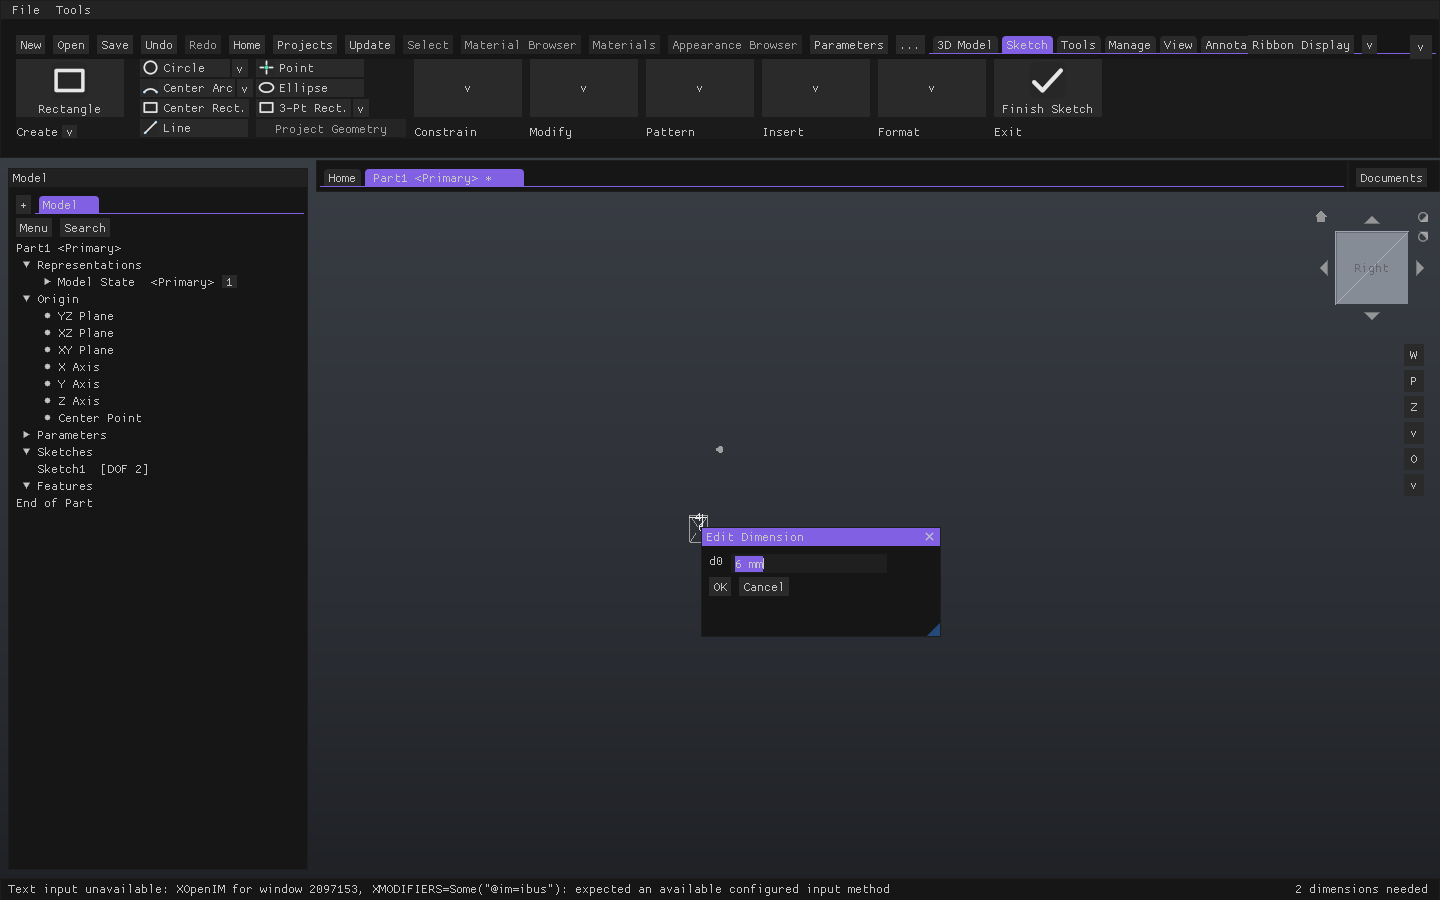 File Tools
New Open Save Undo Redo Home Projects Update Select Material Browser Materials Appearance Browser Parameters ... 3D Model Sketch Tools Manage View Annota Ribbon Display v v
Circle v Point
Center Arc v Ellipse
Rectangle Center Rect. 3-Pt Rect. v Finish Sketch
Line Project Geometry
v v v v v
Create v Constrain Modify Pattern Insert Format Exit
Model
Home Part1 <Primary> * Documents
+ Model
Menu Search
Part1 <Primary>
Representations
Model State <Primary> 1
Origin
YZ Plane
XZ Plane
XY Plane
X Axis
Y Axis
Z Axis
Center Point
Parameters
Sketches
Sketch1 [DOF 2]
Features
End of Part
Right
W
P
Z
v
O
v
Edit Dimension
d0 6 mm
OK Cancel
Text input unavailable: XOpenIM for window 2097153, XMODIFIERS=Some("@im=ibus"): expected an available configured input method 2 dimensions needed